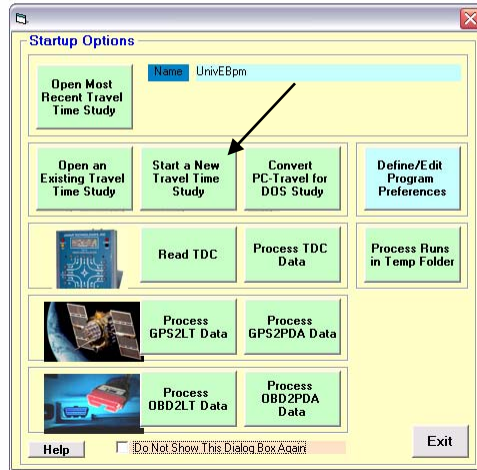 Startup Options
Open Most
Recent Travel
Time Study
Name UnivEBpm
Open an
Existing Travel
Time Study
Start a New
Travel Time
Study
Convert
PC-Travel for
DOS Study
Define/Edit
Program
Preferences
Read TDC
Process TDC
Data
Process Runs
in Temp Folder
Process
GPS2LT Data
Process
GPS2PDA Data
Process
OBD2LT Data
Process
OBD2PDA
Data
Help
Do Not Show This Dialog Box Again
Exit